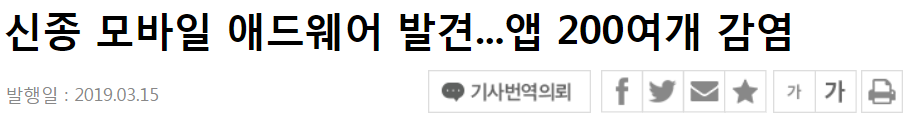 신종 모바일 애드웨어 발견...앱 200여개 감염
발행일 : 2019.03.15
기사번역의뢰
가 가